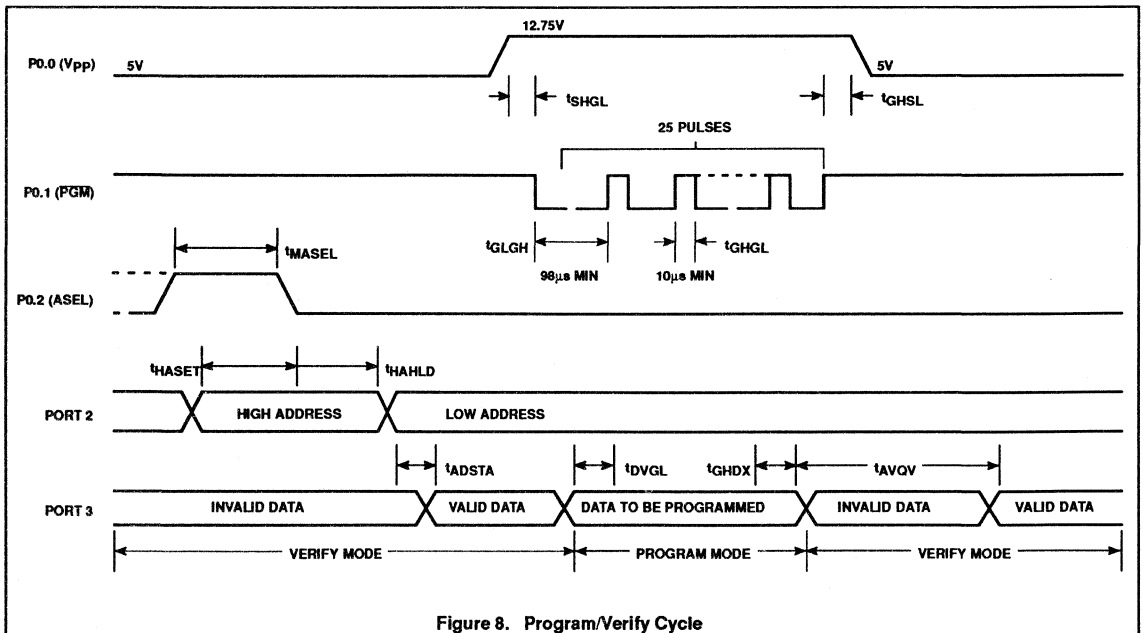 12.75V
P0.0 (VPP)
5V
5V
tSHGL
tGHSL
25 PULSES
P0.1 (PGM)
tMASEL
tGLGH
tGHGL
98μs MIN
10μs MIN
P0.2 (ASEL)
tHASET
tHAHLD
PORT 2
HIGH ADDRESS
LOW ADDRESS
tADSTA
tDVGL
tGHDX
tAVQV
PORT 3
INVALID DATA
VALID DATA
DATA TO BE PROGRAMMED
INVALID DATA
VALID DATA
VERIFY MODE
PROGRAM MODE
VERIFY MODE
Figure 8. Program/Verify Cycle